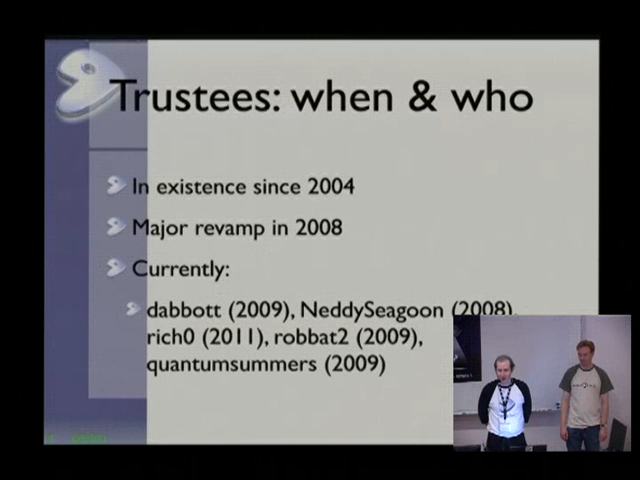 Trustees: when & who
In existence since 2004
Major revamp in 2008
Currently:
dabbott (2009), NeddySeagoon (2008),
rich0 (2011), robbat2 (2009),
quantumsummers (2009)